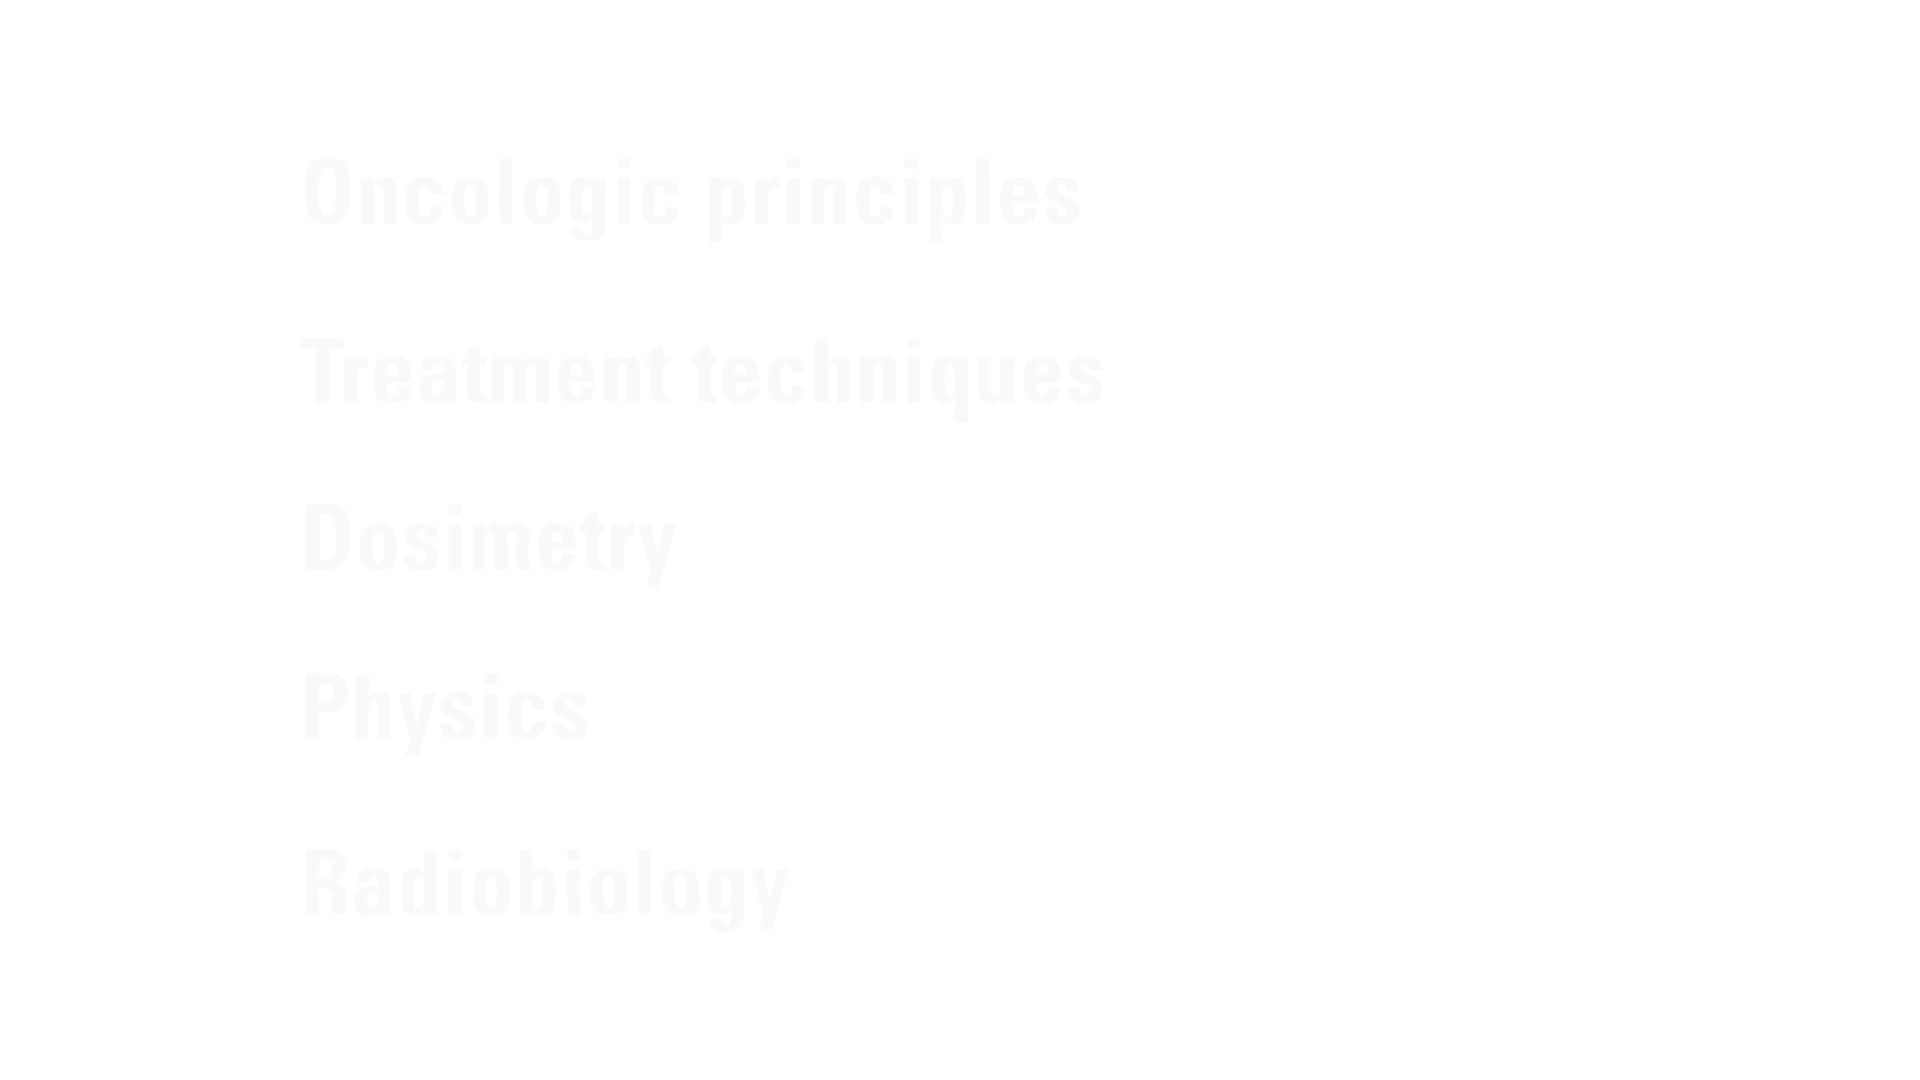 Oncologic principles
Treatment techniques
Dosimetry
Physics
Radiobiology